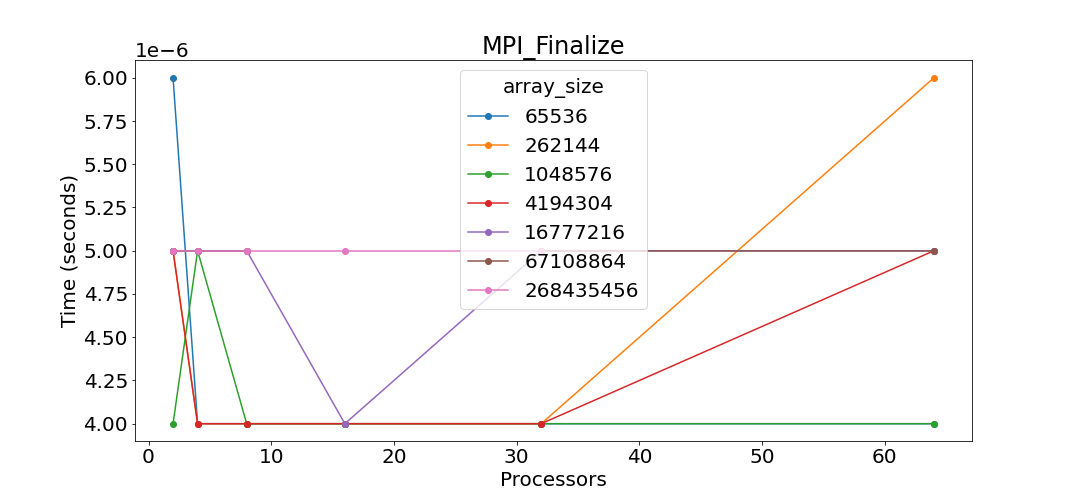 MPI_Finalize
1e−6
6.00
5.75
5.50
5.25
5.00
4.75
4.50
4.25
4.00
Time (seconds)
array_size
65536
262144
1048576
4194304
16777216
67108864
268435456
0 10 20 30 40 50 60
Processors